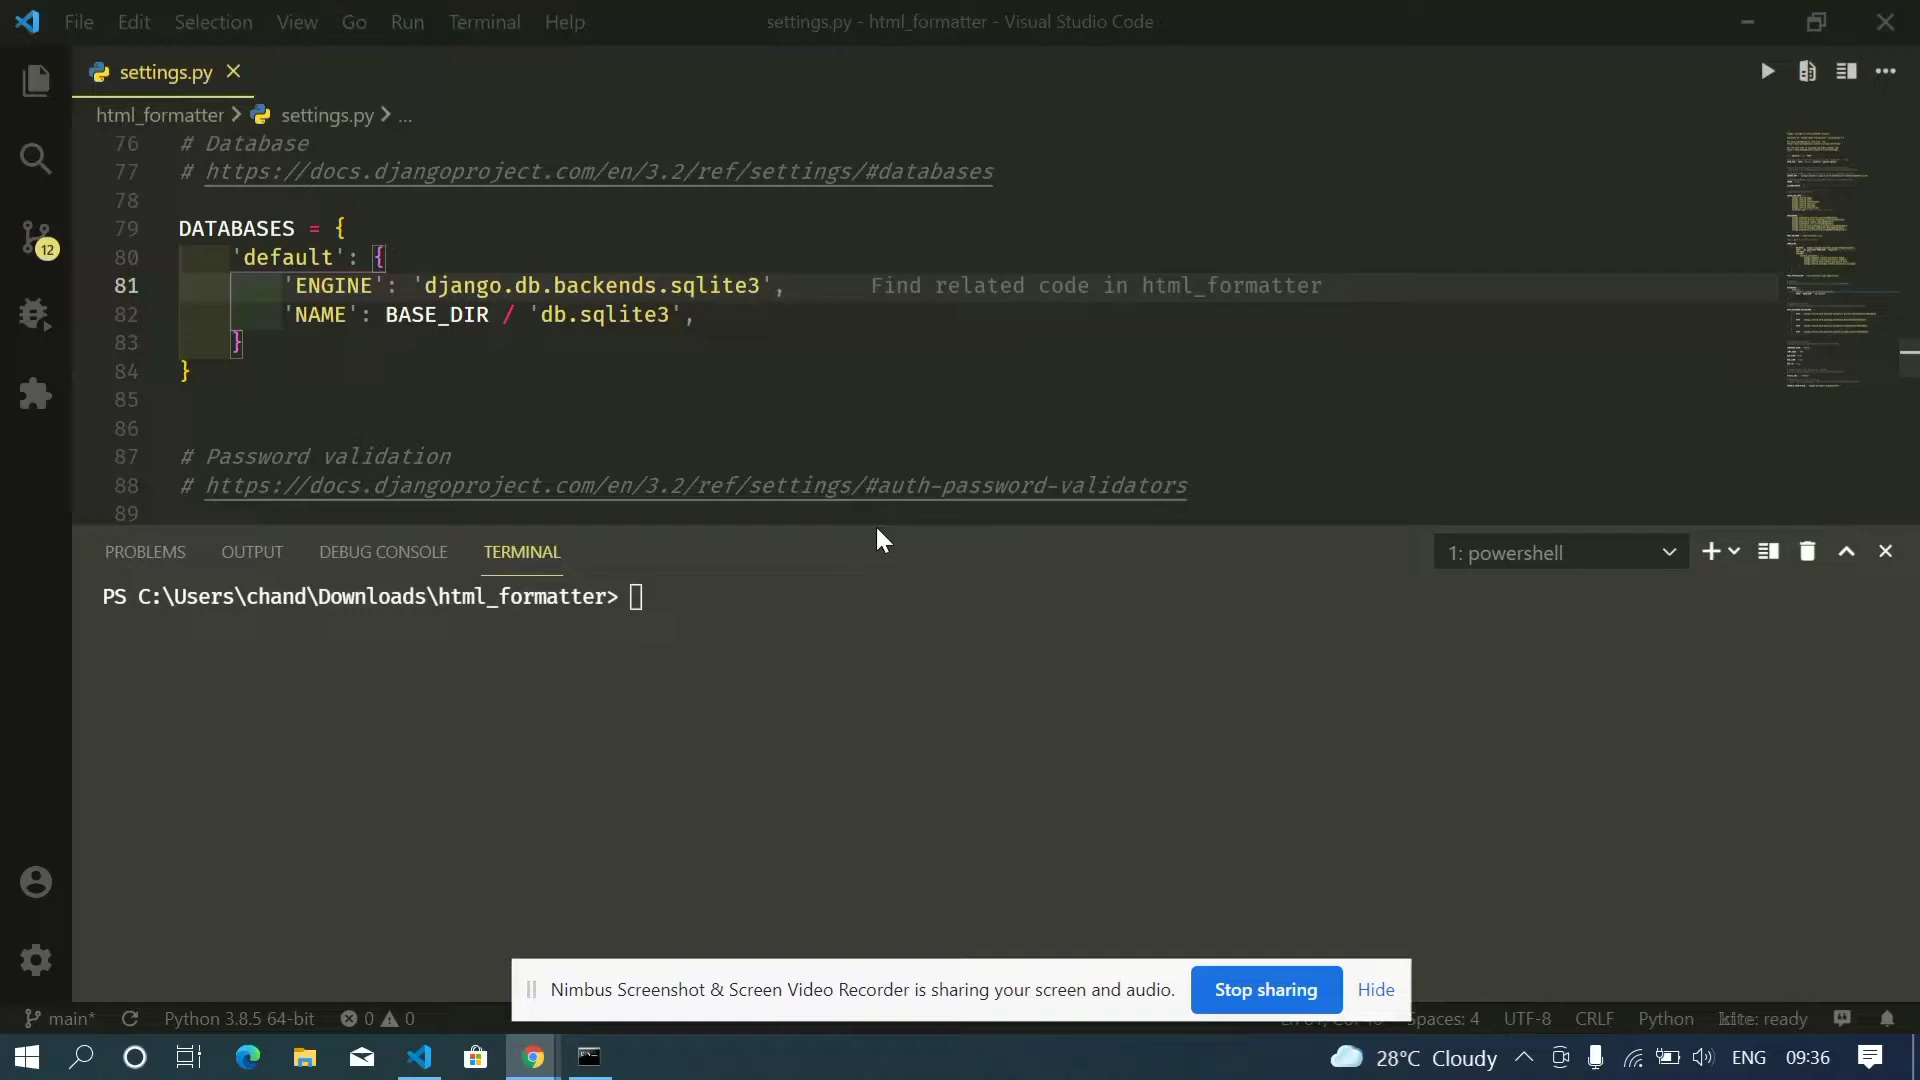 File Edit Selection View Go Run Terminal Help
settings.py - html_formatter - Visual Studio Code
settings.py
html_formatter > settings.py > ...
76 # Database
77 # https://docs.djangoproject.com/en/3.2/ref/settings/#databases
78
79 DATABASES = {
80 'default': {
81 'ENGINE': 'django.db.backends.sqlite3', Find related code in html_formatter
82 'NAME': BASE_DIR / 'db.sqlite3',
83 }
84 }
85
86
87 # Password validation
88 # https://docs.djangoproject.com/en/3.2/ref/settings/#auth-password-validators
89
12
PROBLEMS OUTPUT DEBUG CONSOLE TERMINAL
1: powershell
PS C:\Users\chand\Downloads\html_formatter>
Nimbus Screenshot & Screen Video Recorder is sharing your screen and audio. Stop sharing Hide
main* Python 3.8.5 64-bit 0 0 Spaces: 4 UTF-8 CRLF Python kite: ready
28°C Cloudy ENG 09:36